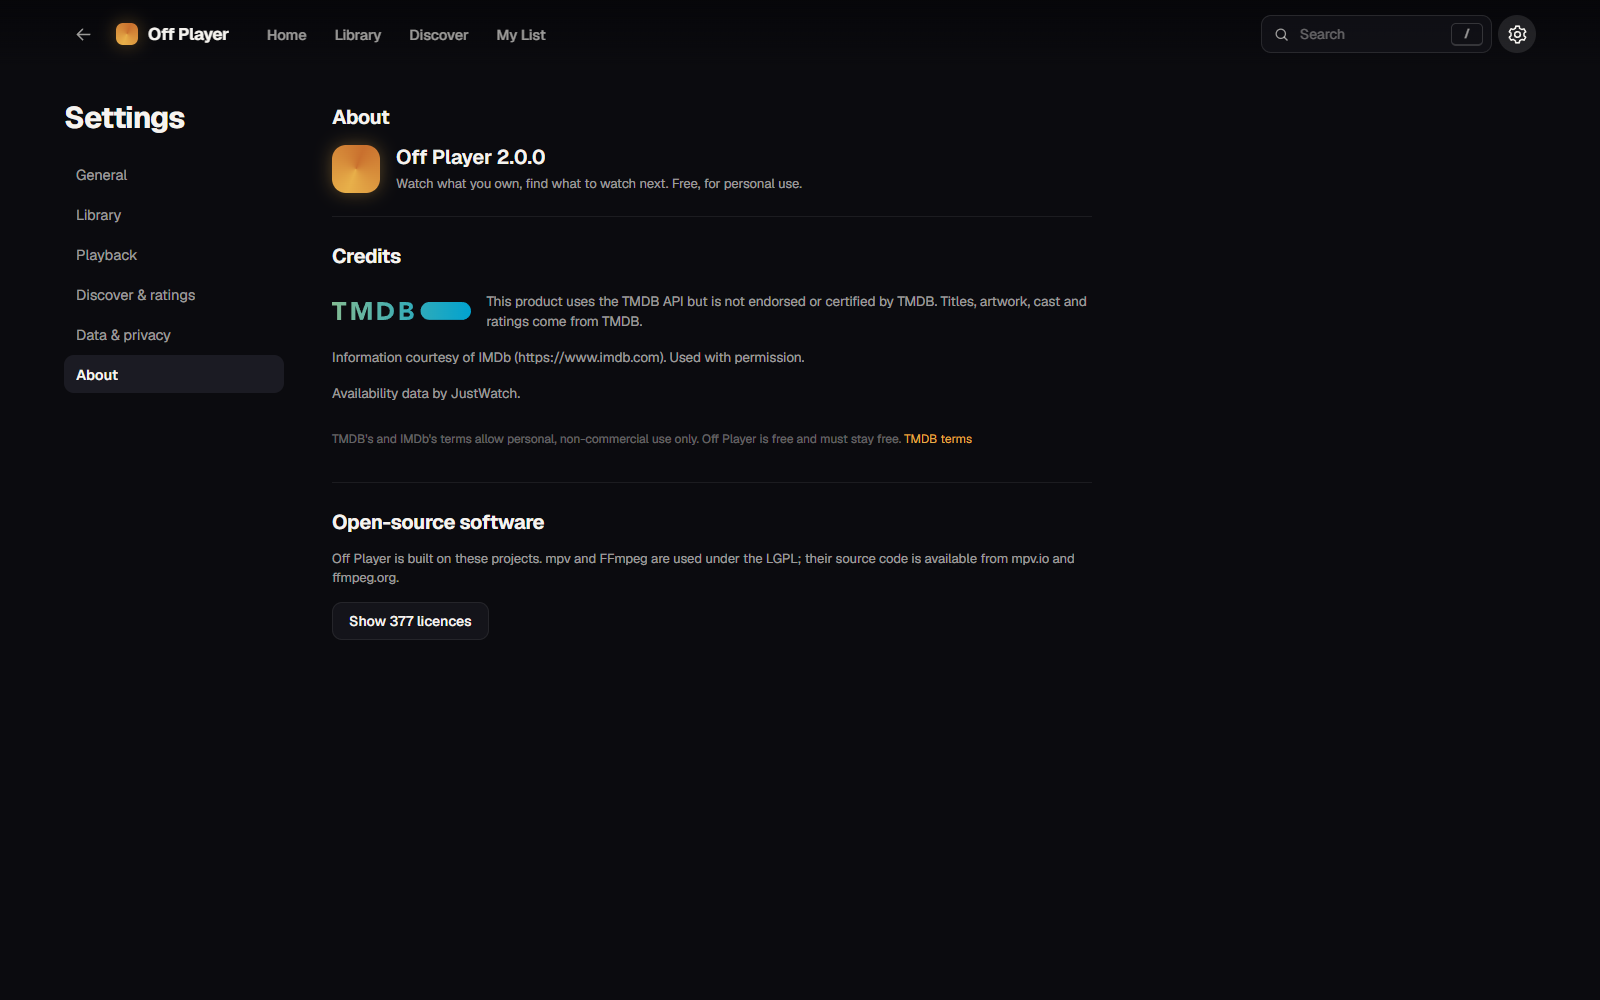 Off Player
Home
Library
Discover
My List
Search
/
Settings
General
Library
Playback
Discover & ratings
Data & privacy
About
About
Off Player 2.0.0
Watch what you own, find what to watch next. Free, for personal use.
Credits
TMDB
This product uses the TMDB API but is not endorsed or certified by TMDB. Titles, artwork, cast and
ratings come from TMDB.
Information courtesy of IMDb (https://www.imdb.com). Used with permission.
Availability data by JustWatch.
TMDB's and IMDb's terms allow personal, non-commercial use only. Off Player is free and must stay free. TMDB terms
Open-source software
Off Player is built on these projects. mpv and FFmpeg are used under the LGPL; their source code is available from mpv.io and
ffmpeg.org.
Show 377 licences